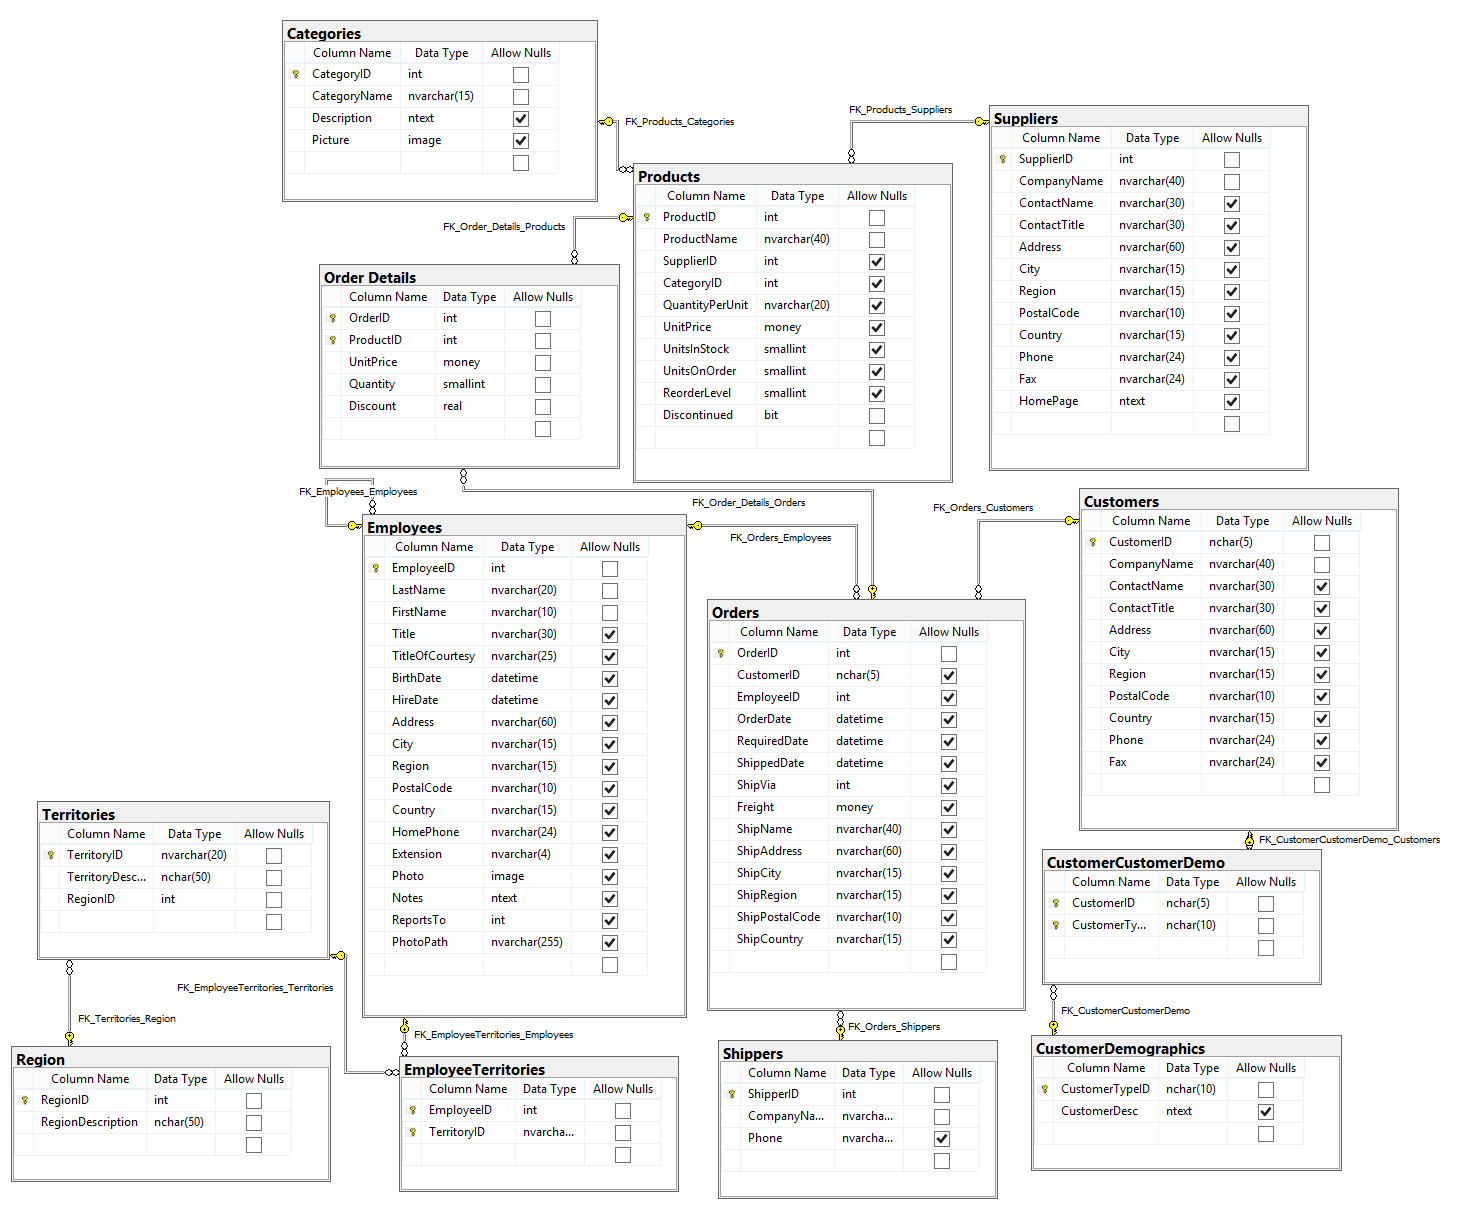 Categories
Column Name Data Type Allow Nulls
CategoryID int
CategoryName nvarchar(15)
Description ntext
Picture image
FK_Products_Categories
FK_Products_Suppliers
Suppliers
Column Name Data Type Allow Nulls
SupplierID int
CompanyName nvarchar(40)
ContactName nvarchar(30)
ContactTitle nvarchar(30)
Address nvarchar(60)
City nvarchar(15)
Region nvarchar(15)
PostalCode nvarchar(10)
Country nvarchar(15)
Phone nvarchar(24)
Fax nvarchar(24)
HomePage ntext
Products
Column Name Data Type Allow Nulls
ProductID int
ProductName nvarchar(40)
SupplierID int
CategoryID int
QuantityPerUnit nvarchar(20)
UnitPrice money
UnitsInStock smallint
UnitsOnOrder smallint
ReorderLevel smallint
Discontinued bit
FK_Order_Details_Products
Order Details
Column Name Data Type Allow Nulls
OrderID int
ProductID int
UnitPrice money
Quantity smallint
Discount real
FK_Employees_Employees
FK_Order_Details_Orders
FK_Orders_Customers
FK_Orders_Employees
Employees
Column Name Data Type Allow Nulls
EmployeeID int
LastName nvarchar(20)
FirstName nvarchar(10)
Title nvarchar(30)
TitleOfCourtesy nvarchar(25)
BirthDate datetime
HireDate datetime
Address nvarchar(60)
City nvarchar(15)
Region nvarchar(15)
PostalCode nvarchar(10)
Country nvarchar(15)
HomePhone nvarchar(24)
Extension nvarchar(4)
Photo image
Notes ntext
ReportsTo int
PhotoPath nvarchar(255)
Customers
Column Name Data Type Allow Nulls
CustomerID nchar(5)
CompanyName nvarchar(40)
ContactName nvarchar(30)
ContactTitle nvarchar(30)
Address nvarchar(60)
City nvarchar(15)
Region nvarchar(15)
PostalCode nvarchar(10)
Country nvarchar(15)
Phone nvarchar(24)
Fax nvarchar(24)
Orders
Column Name Data Type Allow Nulls
OrderID int
CustomerID nchar(5)
EmployeeID int
OrderDate datetime
RequiredDate datetime
ShippedDate datetime
ShipVia int
Freight money
ShipName nvarchar(40)
ShipAddress nvarchar(60)
ShipCity nvarchar(15)
ShipRegion nvarchar(15)
ShipPostalCode nvarchar(10)
ShipCountry nvarchar(15)
Territories
Column Name Data Type Allow Nulls
TerritoryID nvarchar(20)
TerritoryDesc... nchar(50)
RegionID int
FK_CustomerCustomerDemo_Customers
CustomerCustomerDemo
Column Name Data Type Allow Nulls
CustomerID nchar(5)
CustomerTy... nchar(10)
FK_EmployeeTerritories_Territories
FK_Territories_Region
FK_EmployeeTerritories_Employees
FK_Orders_Shippers
FK_CustomerCustomerDemo
Region
Column Name Data Type Allow Nulls
RegionID int
RegionDescription nchar(50)
EmployeeTerritories
Column Name Data Type Allow Nulls
EmployeeID int
TerritoryID nvarcha...
Shippers
Column Name Data Type Allow Nulls
ShipperID int
CompanyNa... nvarcha...
Phone nvarcha...
CustomerDemographics
Column Name Data Type Allow Nulls
CustomerTypeID nchar(10)
CustomerDesc ntext